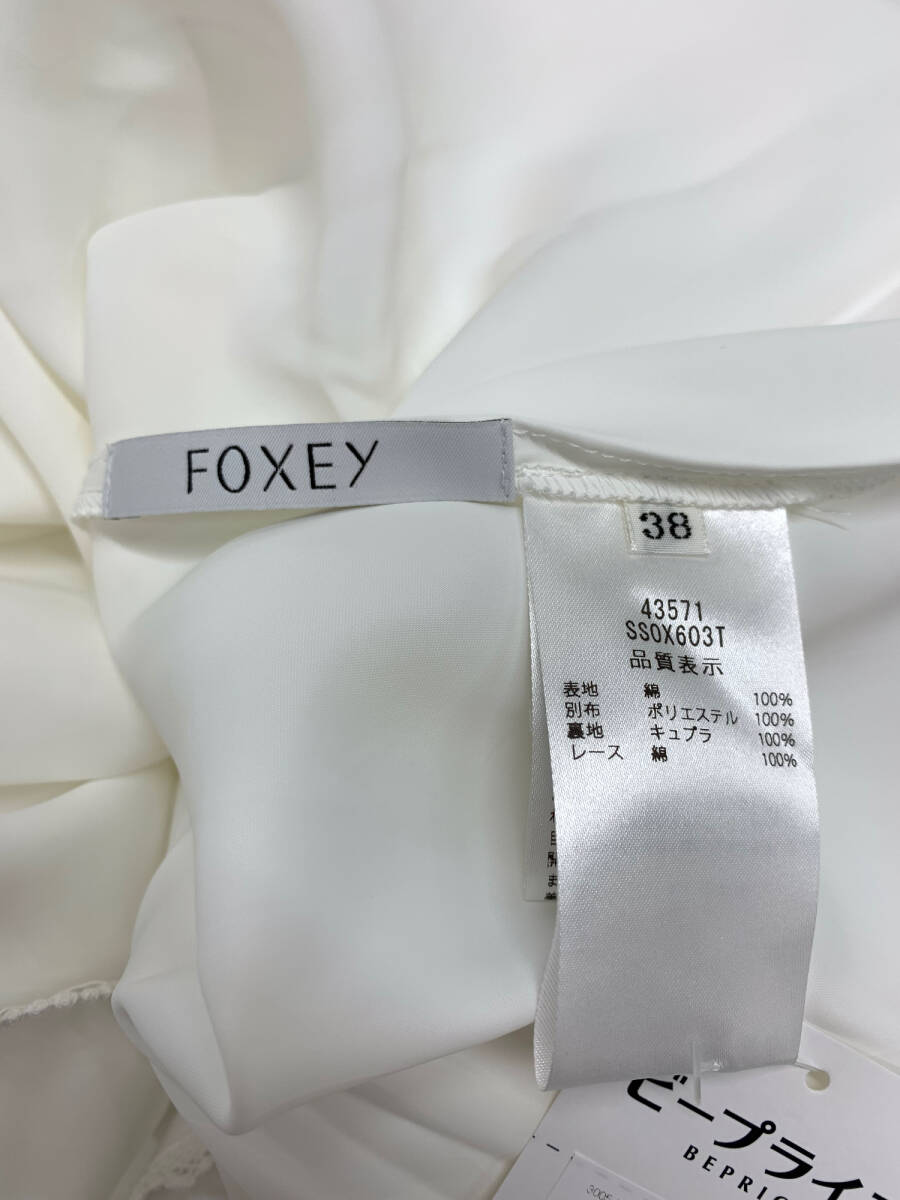 FOXEY
38
43571
SSOX603T
品質表示
表地 綿 100%
別布 ポリエステル 100%
裏地 キュプラ 100%
レース 綿 100%
ビープライ
BEPRI